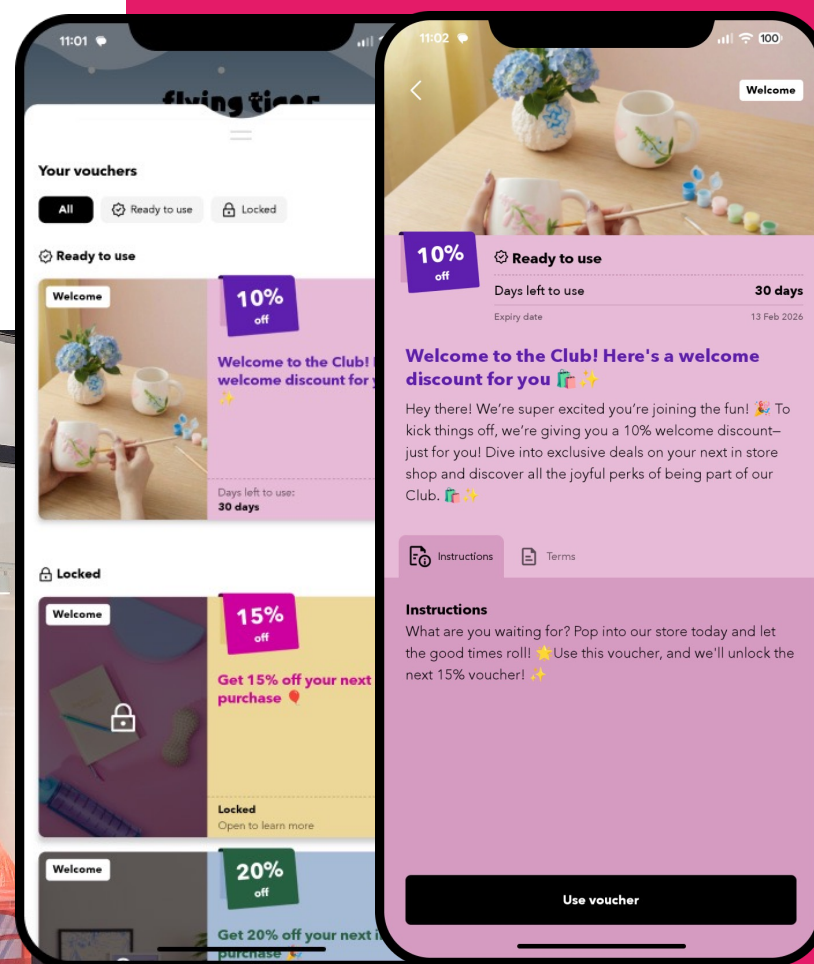 11:01
flying tiger
Your vouchers
All
Ready to use
Locked
Ready to use
Welcome
10%
off
Welcome to the Club!
welcome discount for
✨
Days left to use:
30 days
Locked
Welcome
15%
off
Get 15% off your next
purchase 🎈
Locked
Open to learn more
Welcome
20%
off
Get 20% off your next
purchase 🎉
11:02
100
Welcome
10%
off
Ready to use
Days left to use
30 days
Expiry date
13 Feb 2026
Welcome to the Club! Here's a welcome
discount for you 🛍️✨
Hey there! We’re super excited you’re joining the fun! 🎉 To
kick things off, we’re giving you a 10% welcome discount—
just for you! Dive into exclusive deals on your next in store
shop and discover all the joyful perks of being part of our
Club. 🛍️✨
Instructions
Terms
Instructions
What are you waiting for? Pop into our store today and let
the good times roll! 🌟Use this voucher, and we'll unlock the
next 15% voucher! ✨
Use voucher